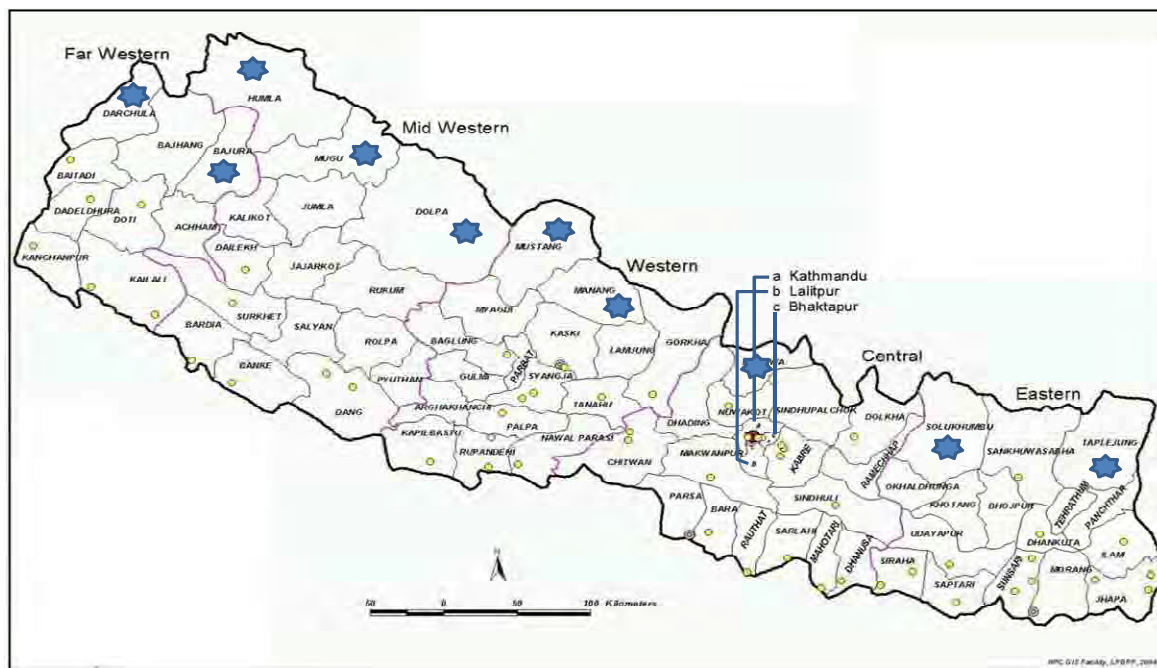 Far Western
HUMLA
DARCHULA
Mid Western
BAJHANG
BAJURA
MUGU
BAITADI
DADELDHURA
DOTI
JUMLA
DOLPA
ACHHAM
KALIKOT
MUSTANG
KANCHANPUR
DAILEKH
JAJARKOT
Western
KAILALI
RUKUM
MANANG
a Kathmandu
b Lalitpur
c Bhaktapur
SURKHET
MYAGDI
BARDIA
SALYAN
ROLPA
BAGLUNG
KASKI
LAMJUNG
GORKHA
BANKE
PYUTHAN
GULMI
PARBAT
SYANGJA
Central
DANG
ARGHAKHANCHI
TANAHU
DHADING
NUWAKOT
SINDHUPALCHOK
DOLKHA
Eastern
SOLUKHUMBU
TAPLEJUNG
KAPILBASTU
PALPA
NAWAL PARASI
RUPANDEHI
CHITWAN
MAKWANPUR
KABRE
RAMECHHAP
SANKHUWASABHA
OKHALDHUNGA
KHOTANG
BHOJPUR
TEHRATHUM
PANCHTHAR
PARSA
BARA
RAUTHAT
SARLAHI
MAHOTARI
DHANUSA
SINDHULI
UDAYAPUR
DHANKUTA
ILAM
SIRAHA
SAPTARI
SUNSARI
MORANG
JHAPA
N
50 0 50 100 Kilometers